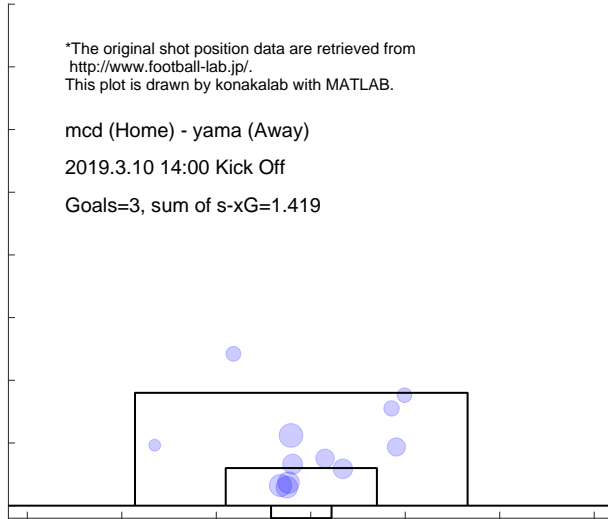 *The original shot position data are retrieved from
http://www.football-lab.jp/.
This plot is drawn by konakalab with MATLAB.
mcd (Home) - yama (Away)
2019.3.10 14:00 Kick Off
Goals=3, sum of s-xG=1.419